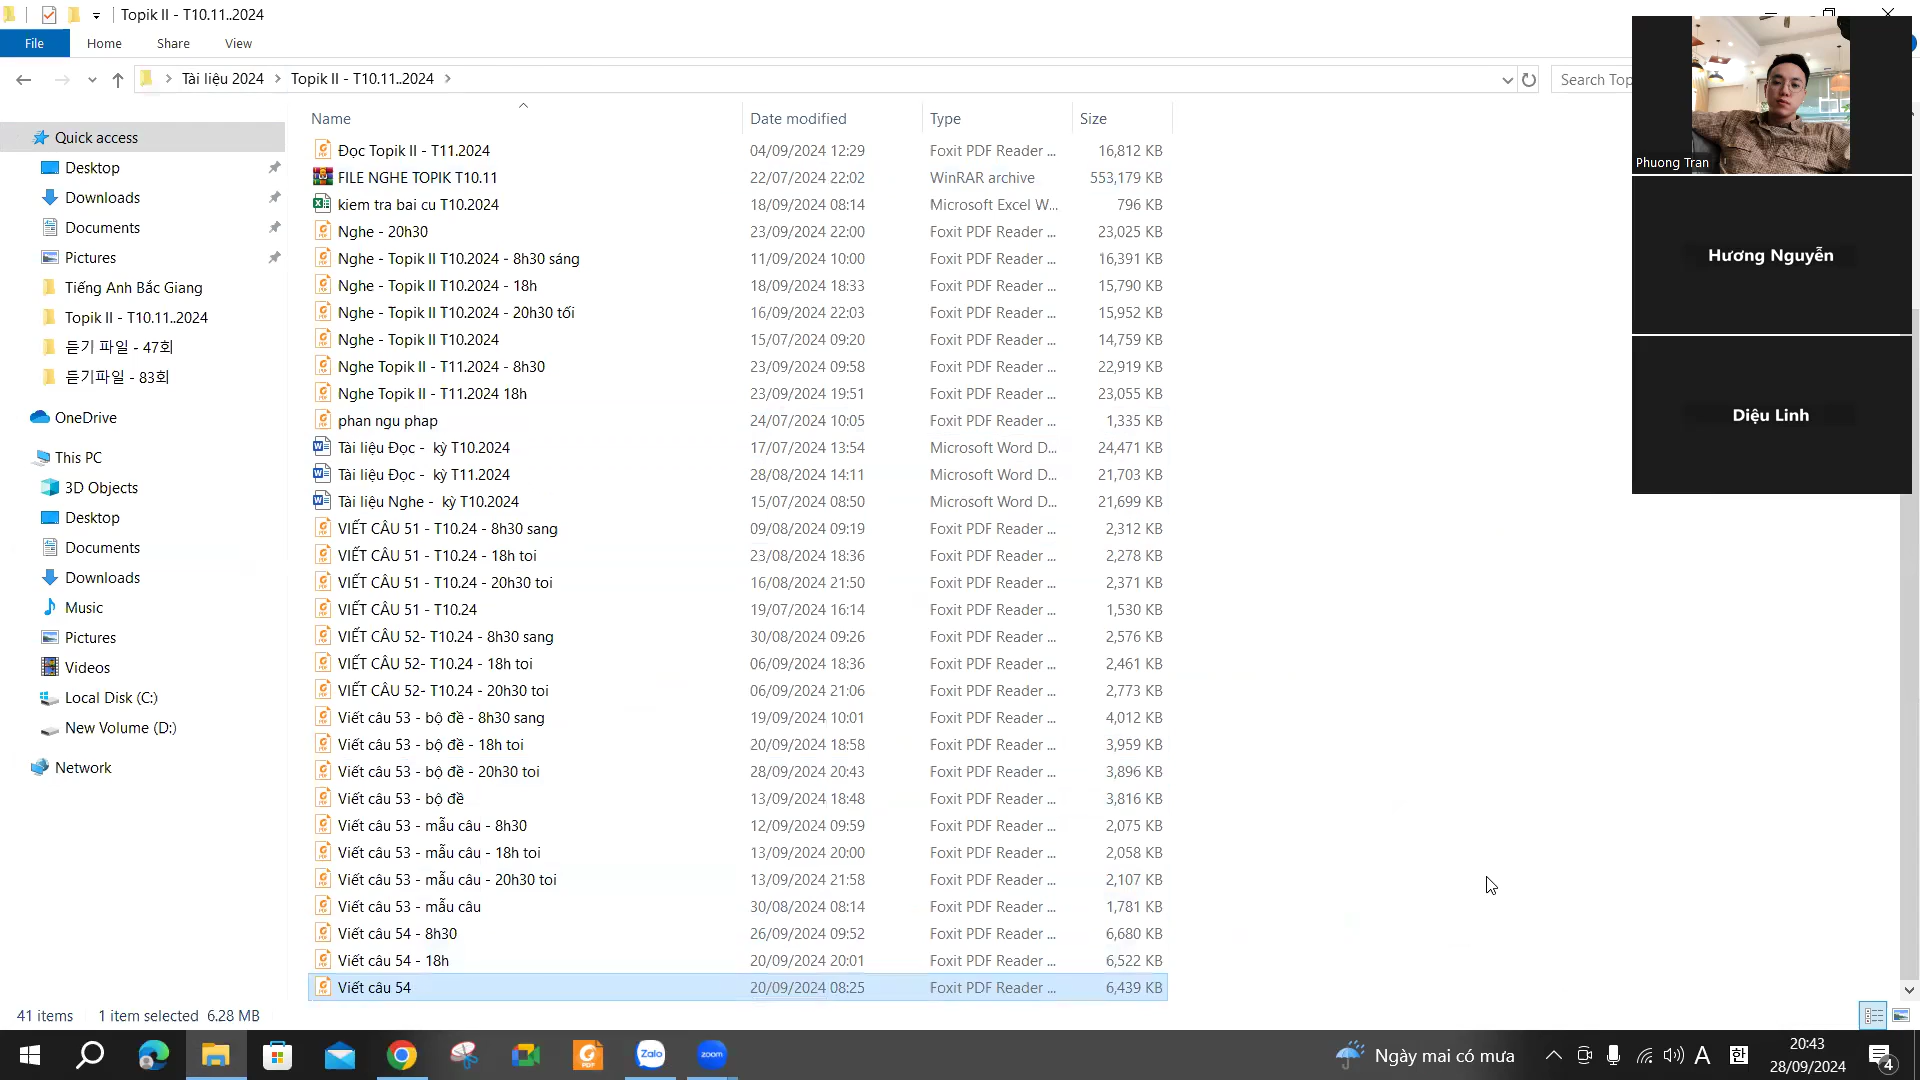 Topik II - T10.11..2024
File Home Share View
Tài liệu 2024 Topik II - T10.11..2024
Search Top
Name Date modified Type Size
Quick access
Desktop
Downloads
Documents
Pictures
Tiếng Anh Bắc Giang
Topik II - T10.11..2024
듣기 파일 - 47회
듣기파일 - 83회
OneDrive
This PC
3D Objects
Desktop
Documents
Downloads
Music
Pictures
Videos
Local Disk (C:)
New Volume (D:)
Network
Đọc Topik II - T11.2024 04/09/2024 12:29 Foxit PDF Reader ... 16,812 KB
FILE NGHE TOPIK T10.11 22/07/2024 22:02 WinRAR archive 553,179 KB
kiem tra bai cu T10.2024 18/09/2024 08:14 Microsoft Excel W... 796 KB
Nghe - 20h30 23/09/2024 22:00 Foxit PDF Reader ... 23,025 KB
Nghe - Topik II T10.2024 - 8h30 sáng 11/09/2024 10:00 Foxit PDF Reader ... 16,391 KB
Nghe - Topik II T10.2024 - 18h 18/09/2024 18:33 Foxit PDF Reader ... 15,790 KB
Nghe - Topik II T10.2024 - 20h30 tối 16/09/2024 22:03 Foxit PDF Reader ... 15,952 KB
Nghe - Topik II T10.2024 15/07/2024 09:20 Foxit PDF Reader ... 14,759 KB
Nghe Topik II - T11.2024 - 8h30 23/09/2024 09:58 Foxit PDF Reader ... 22,919 KB
Nghe Topik II - T11.2024 18h 23/09/2024 19:51 Foxit PDF Reader ... 23,055 KB
phan ngu phap 24/07/2024 10:05 Foxit PDF Reader ... 1,335 KB
Tài liệu Đọc - kỳ T10.2024 17/07/2024 13:54 Microsoft Word D... 24,471 KB
Tài liệu Đọc - kỳ T11.2024 28/08/2024 14:11 Microsoft Word D... 21,703 KB
Tài liệu Nghe - kỳ T10.2024 15/07/2024 08:50 Microsoft Word D... 21,699 KB
VIẾT CÂU 51 - T10.24 - 8h30 sang 09/08/2024 09:19 Foxit PDF Reader ... 2,312 KB
VIẾT CÂU 51 - T10.24 - 18h toi 23/08/2024 18:36 Foxit PDF Reader ... 2,278 KB
VIẾT CÂU 51 - T10.24 - 20h30 toi 16/08/2024 21:50 Foxit PDF Reader ... 2,371 KB
VIẾT CÂU 51 - T10.24 19/07/2024 16:14 Foxit PDF Reader ... 1,530 KB
VIẾT CÂU 52- T10.24 - 8h30 sang 30/08/2024 09:26 Foxit PDF Reader ... 2,576 KB
VIẾT CÂU 52- T10.24 - 18h toi 06/09/2024 18:36 Foxit PDF Reader ... 2,461 KB
VIẾT CÂU 52- T10.24 - 20h30 toi 06/09/2024 21:06 Foxit PDF Reader ... 2,773 KB
Viết câu 53 - bộ đề - 8h30 sang 19/09/2024 10:01 Foxit PDF Reader ... 4,012 KB
Viết câu 53 - bộ đề - 18h toi 20/09/2024 18:58 Foxit PDF Reader ... 3,959 KB
Viết câu 53 - bộ đề - 20h30 toi 28/09/2024 20:43 Foxit PDF Reader ... 3,896 KB
Viết câu 53 - bộ đề 13/09/2024 18:48 Foxit PDF Reader ... 3,816 KB
Viết câu 53 - mẫu câu - 8h30 12/09/2024 09:59 Foxit PDF Reader ... 2,075 KB
Viết câu 53 - mẫu câu - 18h toi 13/09/2024 20:00 Foxit PDF Reader ... 2,058 KB
Viết câu 53 - mẫu câu - 20h30 toi 13/09/2024 21:58 Foxit PDF Reader ... 2,107 KB
Viết câu 53 - mẫu câu 30/08/2024 08:14 Foxit PDF Reader ... 1,781 KB
Viết câu 54 - 8h30 26/09/2024 09:52 Foxit PDF Reader ... 6,680 KB
Viết câu 54 - 18h 20/09/2024 20:01 Foxit PDF Reader ... 6,522 KB
Viết câu 54 20/09/2024 08:25 Foxit PDF Reader ... 6,439 KB
Phuong Tran
Hương Nguyễn
Diệu Linh
41 items 1 item selected 6.28 MB
Zalo zoom PDF
Ngày mai có mưa A 한 20:43
28/09/2024 4